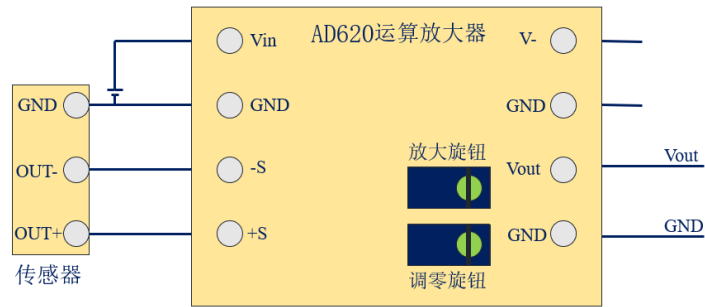 Vin
AD620运算放大器
V-
GND
GND
GND
OUT-
-S
放大旋钮
Vout
Vout
OUT+
+S
GND
GND
调零旋钮
传感器